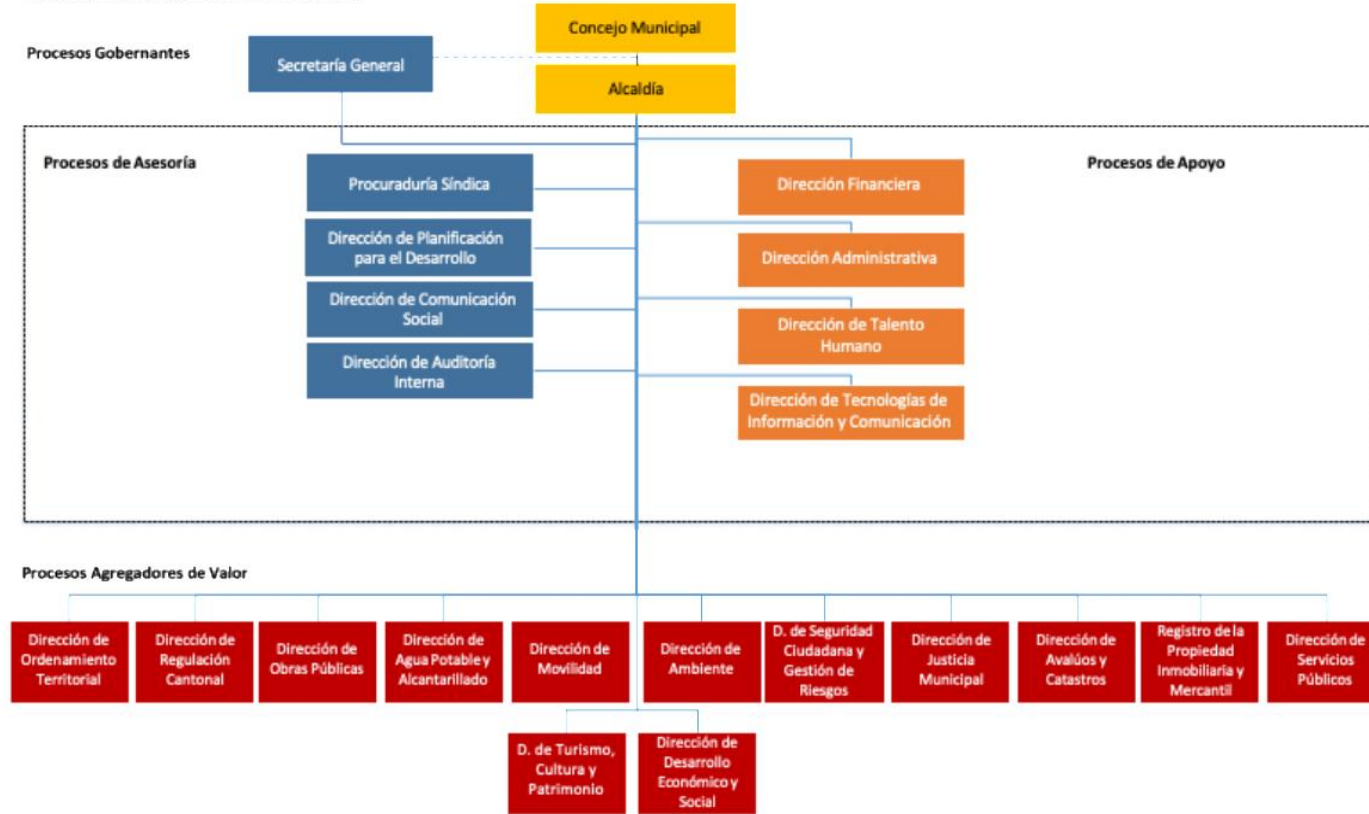 Concejo Municipal
Procesos Gobernantes
Secretaría General
Alcaldía
Procesos de Asesoría
Procesos de Apoyo
Procuraduría Síndica
Dirección Financiera
Dirección de Planificación
para el Desarrollo
Dirección Administrativa
Dirección de Comunicación
Social
Dirección de Talento
Humano
Dirección de Auditoría
Interna
Dirección de Tecnologías de
Información y Comunicación
Procesos Agregadores de Valor
Dirección de
Ordenamiento
Territorial
Dirección de
Regulación
Cantonal
Dirección de
Obras Públicas
Dirección de
Agua Potable y
Alcantarillado
Dirección de
Movilidad
Dirección de
Ambiente
D. de Seguridad
Ciudadana y
Gestión de
Riesgos
Dirección de
Justicia
Municipal
Dirección de
Avalúos y
Catastros
Registro de la
Propiedad
Inmobiliaria y
Mercantil
Dirección de
Servicios
Públicos
D. de Turismo,
Cultura y
Patrimonio
Dirección de
Desarrollo
Económico y
Social